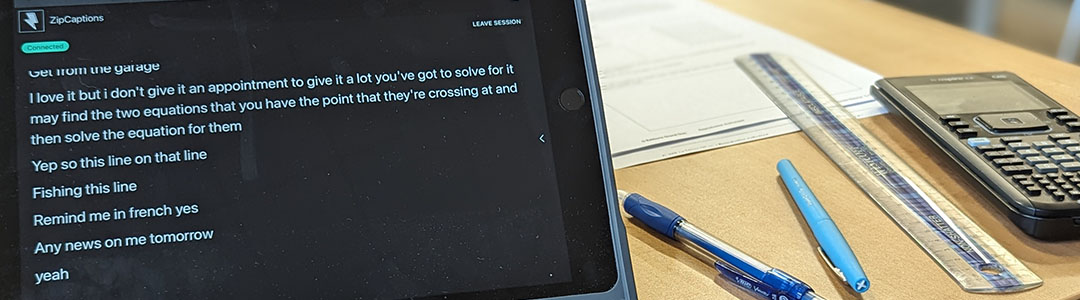 ZipCaptions
LEAVE SESSION
Connected
Get from the garage
I love it but i don't give it an appointment to give it a lot you've got to solve for it
may find the two equations that you have the point that they're crossing at and
then solve the equation for them
Yep so this line on that line
Fishing this line
Remind me in french yes
Any news on me tomorrow
yeah